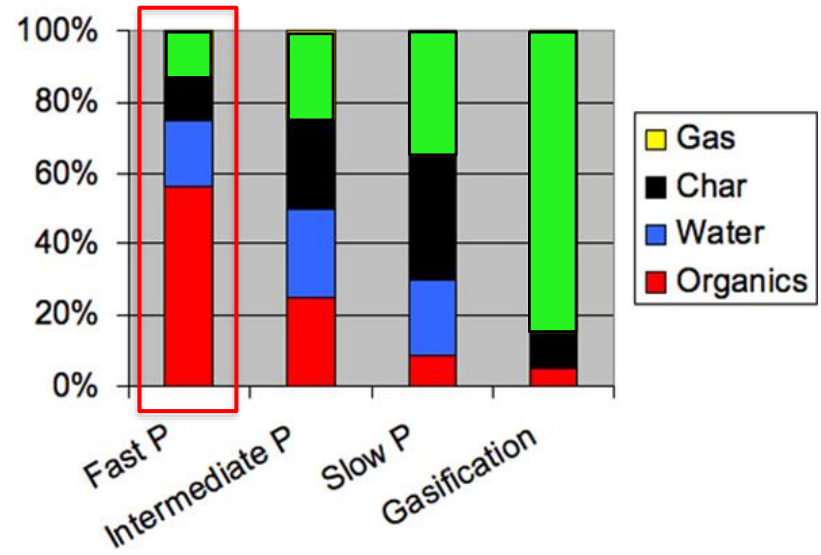 100%
80%
60%
40%
20%
0%
Fast P
Intermediate P
Slow P
Gasification
Gas
Char
Water
Organics